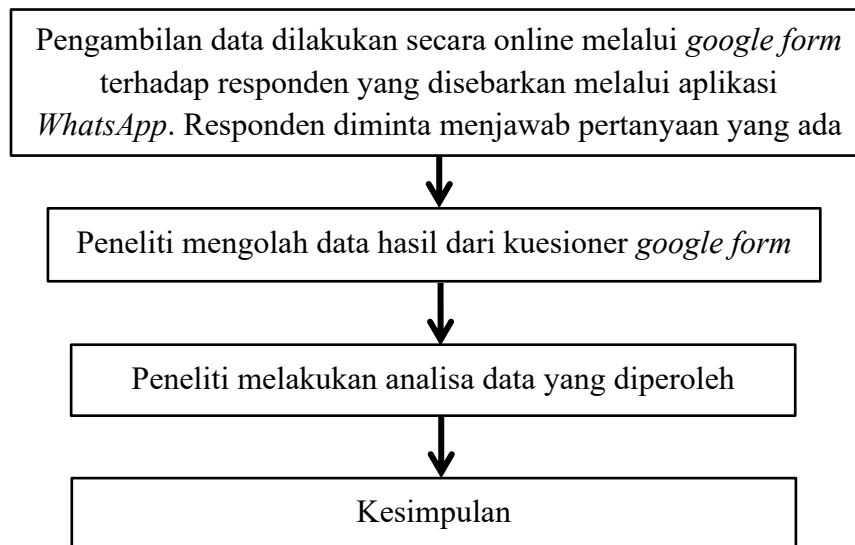 Pengambilan data dilakukan secara online melalui google form
terhadap responden yang disebarkan melalui aplikasi
WhatsApp. Responden diminta menjawab pertanyaan yang ada
Peneliti mengolah data hasil dari kuesioner google form
Peneliti melakukan analisa data yang diperoleh
Kesimpulan